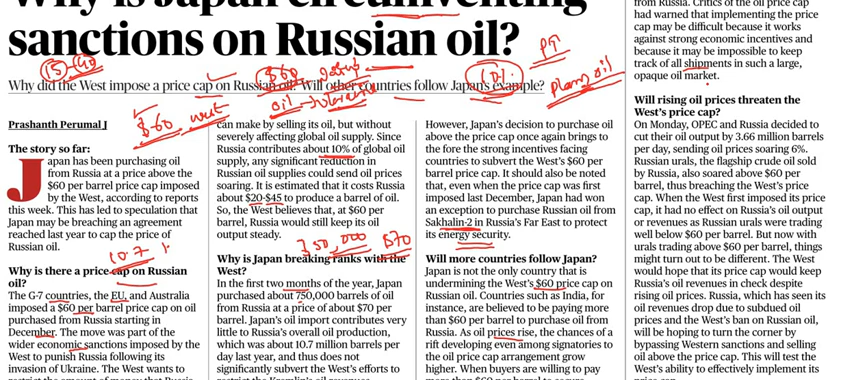 Why is Japan circumventing
sanctions on Russian oil?
Why did the West impose a price cap on Russian oil? Will other countries follow Japan's example?
$60
$60 west
oil
plans oil
Prashanth Perumal J
The story so far:
Japan has been purchasing oil
from Russia at a price above the
$60 per barrel price cap imposed
by the West, according to reports
this week. This has led to speculation that
Japan may be breaching an agreement
reached last year to cap the price of
Russian oil.
10.7
Why is there a price cap on Russian
oil?
The G-7 countries, the EU, and Australia
imposed a $60 per barrel price cap on oil
purchased from Russia starting in
December. The move was part of the
wider economic sanctions imposed by the
West to punish Russia following its
invasion of Ukraine. The West wants to
can make by selling its oil, but without
severely affecting global oil supply. Since
Russia contributes about 10% of global oil
supply, any significant reduction in
Russian oil supplies could send oil prices
soaring. It is estimated that it costs Russia
about $20-$45 to produce a barrel of oil.
So, the West believes that, at $60 per
barrel, Russia would still keep its oil
output steady.
750,000 $70
Why is Japan breaking ranks with the
West?
In the first two months of the year, Japan
purchased about 750,000 barrels of oil
from Russia at a price of about $70 per
barrel. Japan's oil import contributes very
little to Russia's overall oil production,
which was about 10.7 million barrels per
day last year, and thus does not
significantly subvert the West's efforts to
However, Japan's decision to purchase oil
above the price cap once again brings to
the fore the strong incentives facing
countries to subvert the West's $60 per
barrel price cap. It should also be noted
that, even when the price cap was first
imposed last December, Japan had won
an exception to purchase Russian oil from
Sakhalin-2 in Russia's Far East to protect
its energy security.
Will more countries follow Japan?
Japan is not the only country that is
undermining the West's $60 price cap on
Russian oil. Countries such as India, for
instance, are believed to be paying more
than $60 per barrel to purchase oil from
Russia. As oil prices rise, the chances of a
rift developing even among signatories to
the oil price cap arrangement grow
higher. When buyers are willing to pay
from Russia. Critics of the oil price cap
had warned that implementing the price
cap may be difficult because it works
against strong economic incentives and
because it may be impossible to keep
track of all shipments in such a large,
opaque oil market.
Will rising oil prices threaten the
West's price cap?
On Monday, OPEC and Russia decided to
cut their oil output by 3.66 million barrels
per day, sending oil prices soaring 6%.
Russian urals, the flagship crude oil sold
by Russia, also soared above $60 per
barrel, thus breaching the West's price
cap. When the West first imposed its price
cap, it had no effect on Russia's oil output
or revenues as Russian urals were trading
well below $60 per barrel. But now with
urals trading above $60 per barrel, things
might turn out to be different. The West
would hope that its price cap would keep
Russia's oil revenues in check despite
rising oil prices. Russia, which has seen its
oil revenues drop due to subdued oil
prices and the West's ban on Russian oil,
will be hoping to turn the corner by
bypassing Western sanctions and selling
oil above the price cap. This will test the
West's ability to effectively implement its